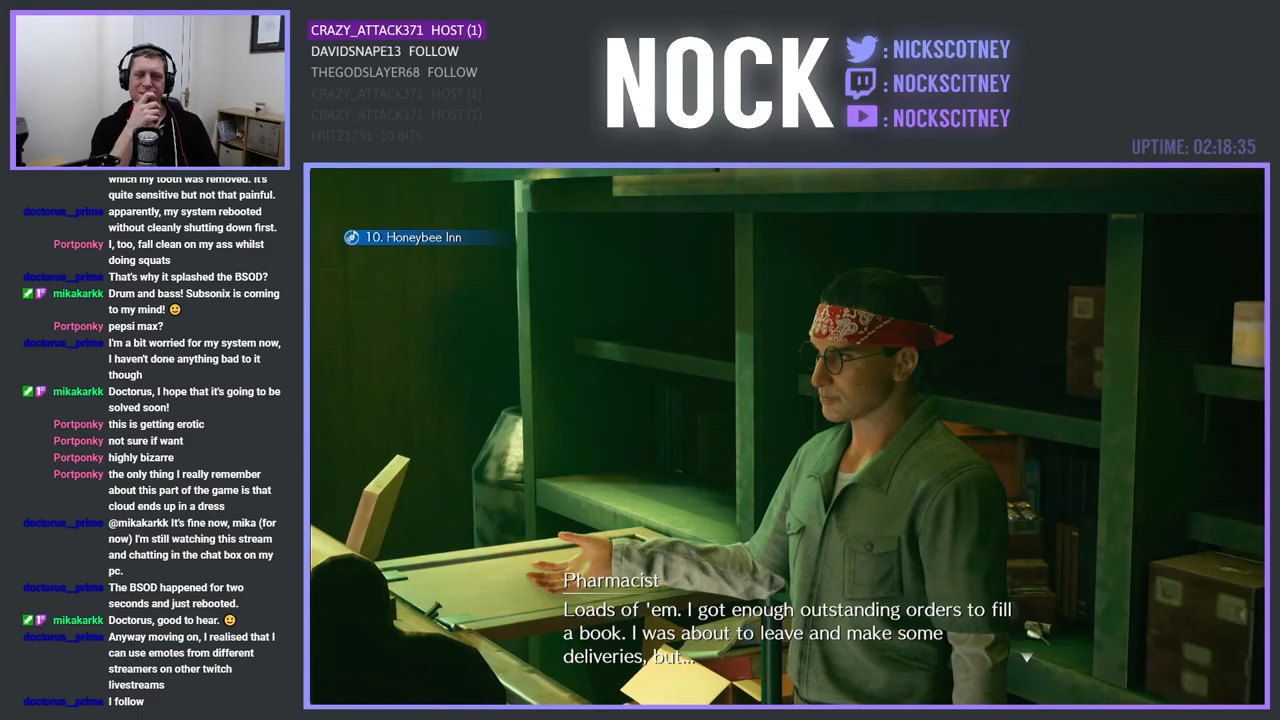 CRAZY_ATTACK371 HOST (1)
DAVIDSNAPE13 FOLLOW
THEGODSLAYER68 FOLLOW
CRAZY_ATTACK371 HOST (1)
CRAZY_ATTACK371 HOST (1)
FRITZ1791 10 BITS
NOCK
: NICKSCOTNEY
: NOCKSCITNEY
: NOCKSCITNEY
UPTIME: 02:18:35
which my tooth was removed. It's
quite sensitive but not that painful.
doctorus__prime apparently, my system rebooted
without cleanly shutting down first.
Portponky I, too, fall clean on my ass whilst
doing squats
doctorus__prime That's why it splashed the BSOD?
mikakarkk Drum and bass! Subsonix is coming
to my mind! 🙂
Portponky pepsi max?
doctorus__prime I'm a bit worried for my system now,
I haven't done anything bad to it
though
mikakarkk Doctorus, I hope that it's going to be
solved soon!
Portponky this is getting erotic
Portponky not sure if want
Portponky highly bizarre
Portponky the only thing I really remember
about this part of the game is that
cloud ends up in a dress
doctorus__prime @mikakarkk It's fine now, mika (for
now) I'm still watching this stream
and chatting in the chat box on my
pc.
doctorus__prime The BSOD happened for two
seconds and just rebooted.
mikakarkk Doctorus, good to hear. 🙂
doctorus__prime Anyway moving on, I realised that I
can use emotes from different
streamers on other twitch
livestreams
doctorus__prime I follow
10. Honeybee Inn
Pharmacist
Loads of 'em. I got enough outstanding orders to fill
a book. I was about to leave and make some
deliveries, but...